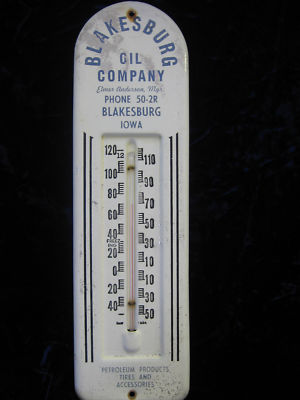 BLAKESBURG
OIL
COMPANY
Elmer Anderson, Mgr.
PHONE 50-2R
BLAKESBURG
IOWA
120 110
100 90
80 70
60 50
40 30
20 10
0 10
20 30
40 50
PETROLEUM PRODUCTS
TIRES AND
ACCESSORIES